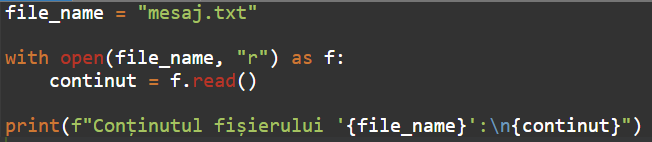 file_name = "mesaj.txt"
with open(file_name, "r") as f:
    continut = f.read()
print(f"Conținutul fișierului '{file_name}':\n{continut}")